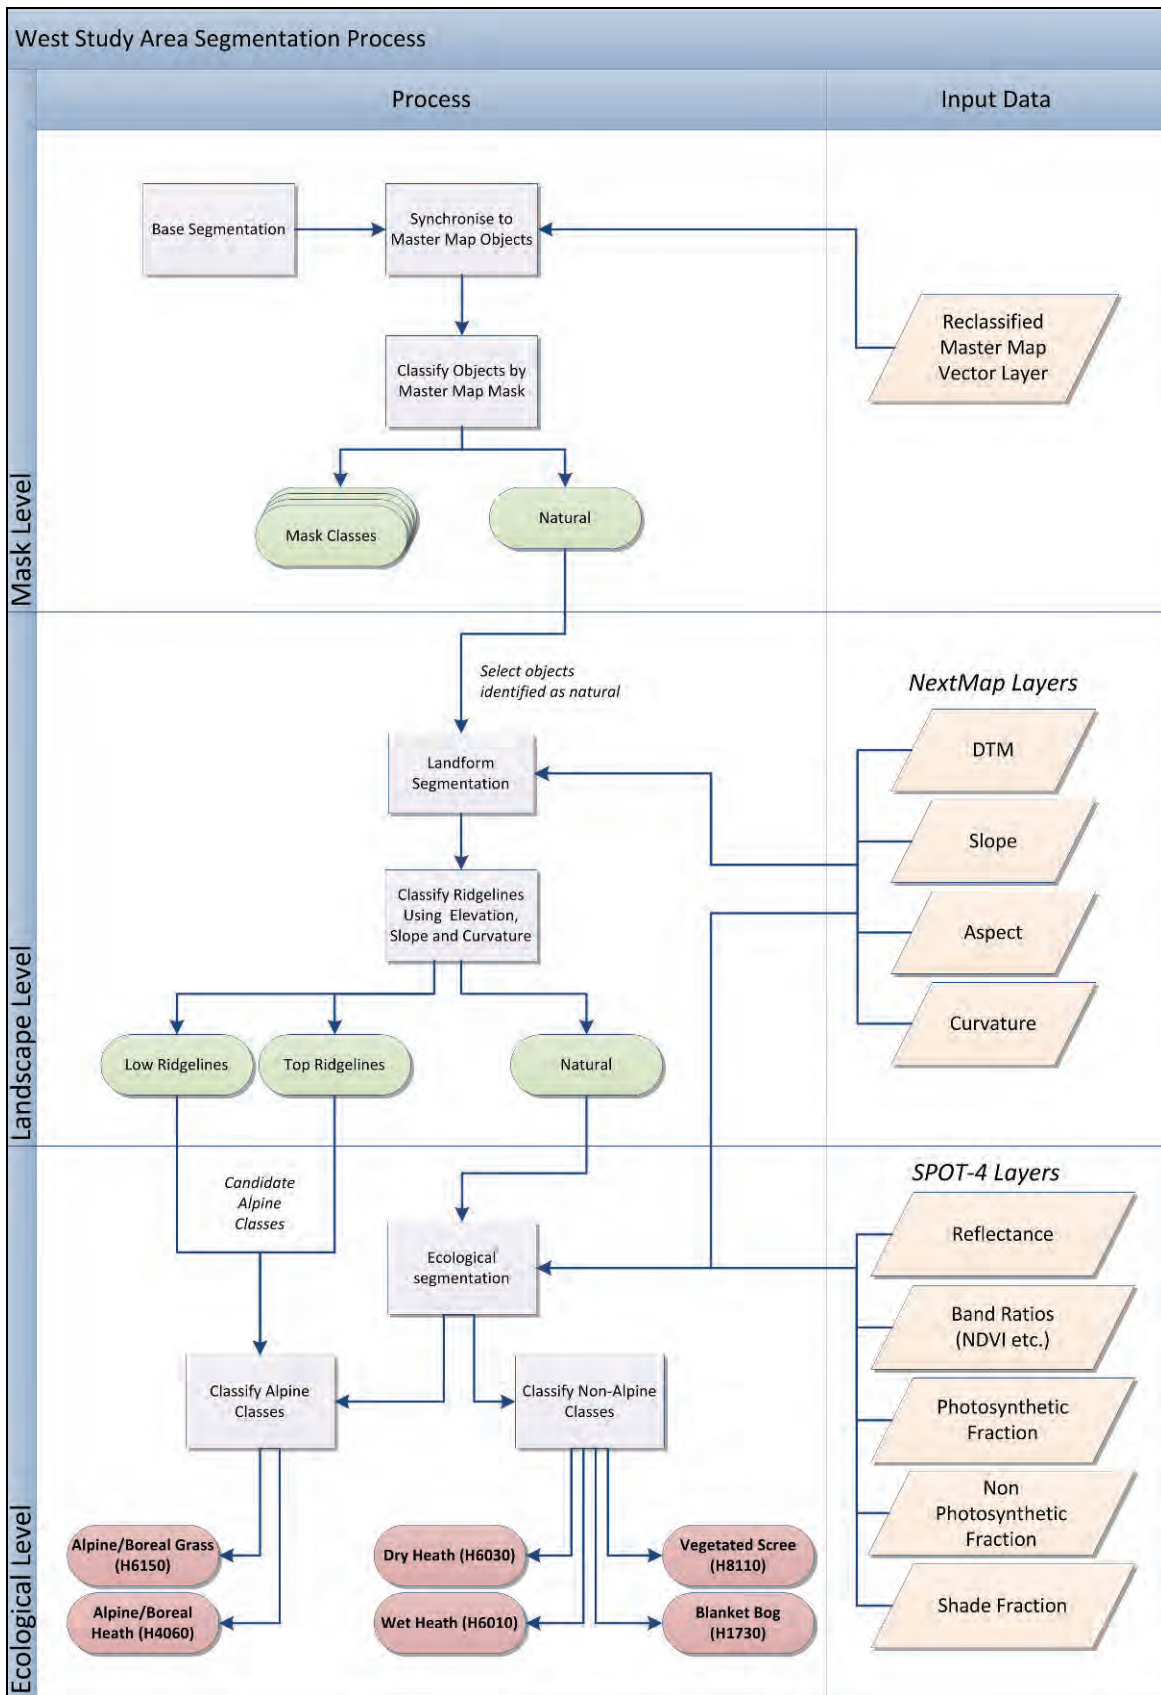 West Study Area Segmentation Process
Process
Input Data
Mask Level
Base Segmentation
Synchronise to
Master Map Objects
Reclassified
Master Map
Vector Layer
Classify Objects by
Master Map Mask
Mask Classes
Natural
Landscape Level
Select objects
identified as natural
NextMap Layers
Landform
Segmentation
DTM
Slope
Classify Ridgelines
Using Elevation,
Slope and Curvature
Aspect
Curvature
Low Ridgelines
Top Ridgelines
Natural
Ecological Level
Candidate
Alpine
Classes
SPOT-4 Layers
Ecological
segmentation
Reflectance
Band Ratios
(NDVI etc.)
Classify Alpine
Classes
Classify Non-Alpine
Classes
Photosynthetic
Fraction
Non
Photosynthetic
Fraction
Shade Fraction
Alpine/Boreal Grass
(H6150)
Dry Heath (H6030)
Vegetated Scree
(H8110)
Alpine/Boreal
Heath (H4060)
Wet Heath (H6010)
Blanket Bog
(H1730)